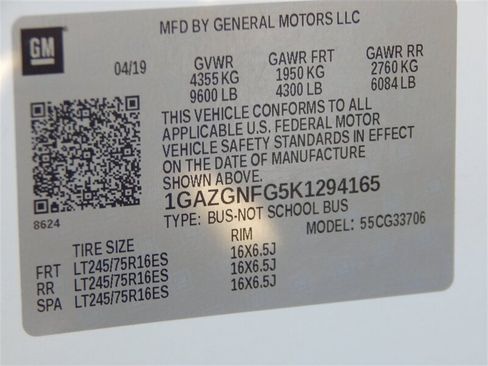 MFD BY GENERAL MOTORS LLC
GM
04/19 GVWR GAWR FRT GAWR RR
4355 KG 1950 KG 2760 KG
9600 LB 4300 LB 6084 LB
THIS VEHICLE CONFORMS TO ALL
APPLICABLE U.S. FEDERAL MOTOR
VEHICLE SAFETY STANDARDS IN EFFECT
ON THE DATE OF MANUFACTURE
SHOWN ABOVE.
1GAZGNFG5K1294165
8624
TYPE: BUS-NOT SCHOOL BUS
MODEL: 55CG33706
TIRE SIZE RIM
FRT LT245/75R16ES 16X6.5J
RR LT245/75R16ES 16X6.5J
SPA LT245/75R16ES 16X6.5J